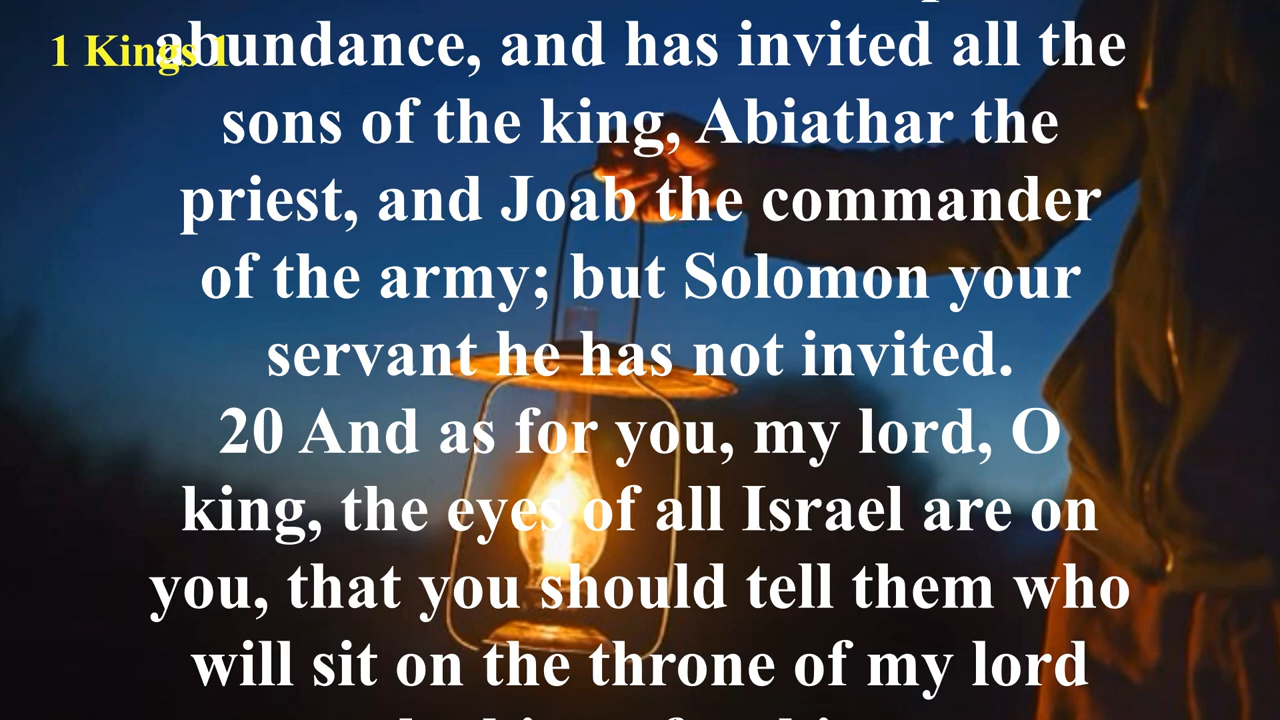 1 Kings 1
abundance, and has invited all the
sons of the king, Abiathar the
priest, and Joab the commander
of the army; but Solomon your
servant he has not invited.
20 And as for you, my lord, O
king, the eyes of all Israel are on
you, that you should tell them who
will sit on the throne of my lord